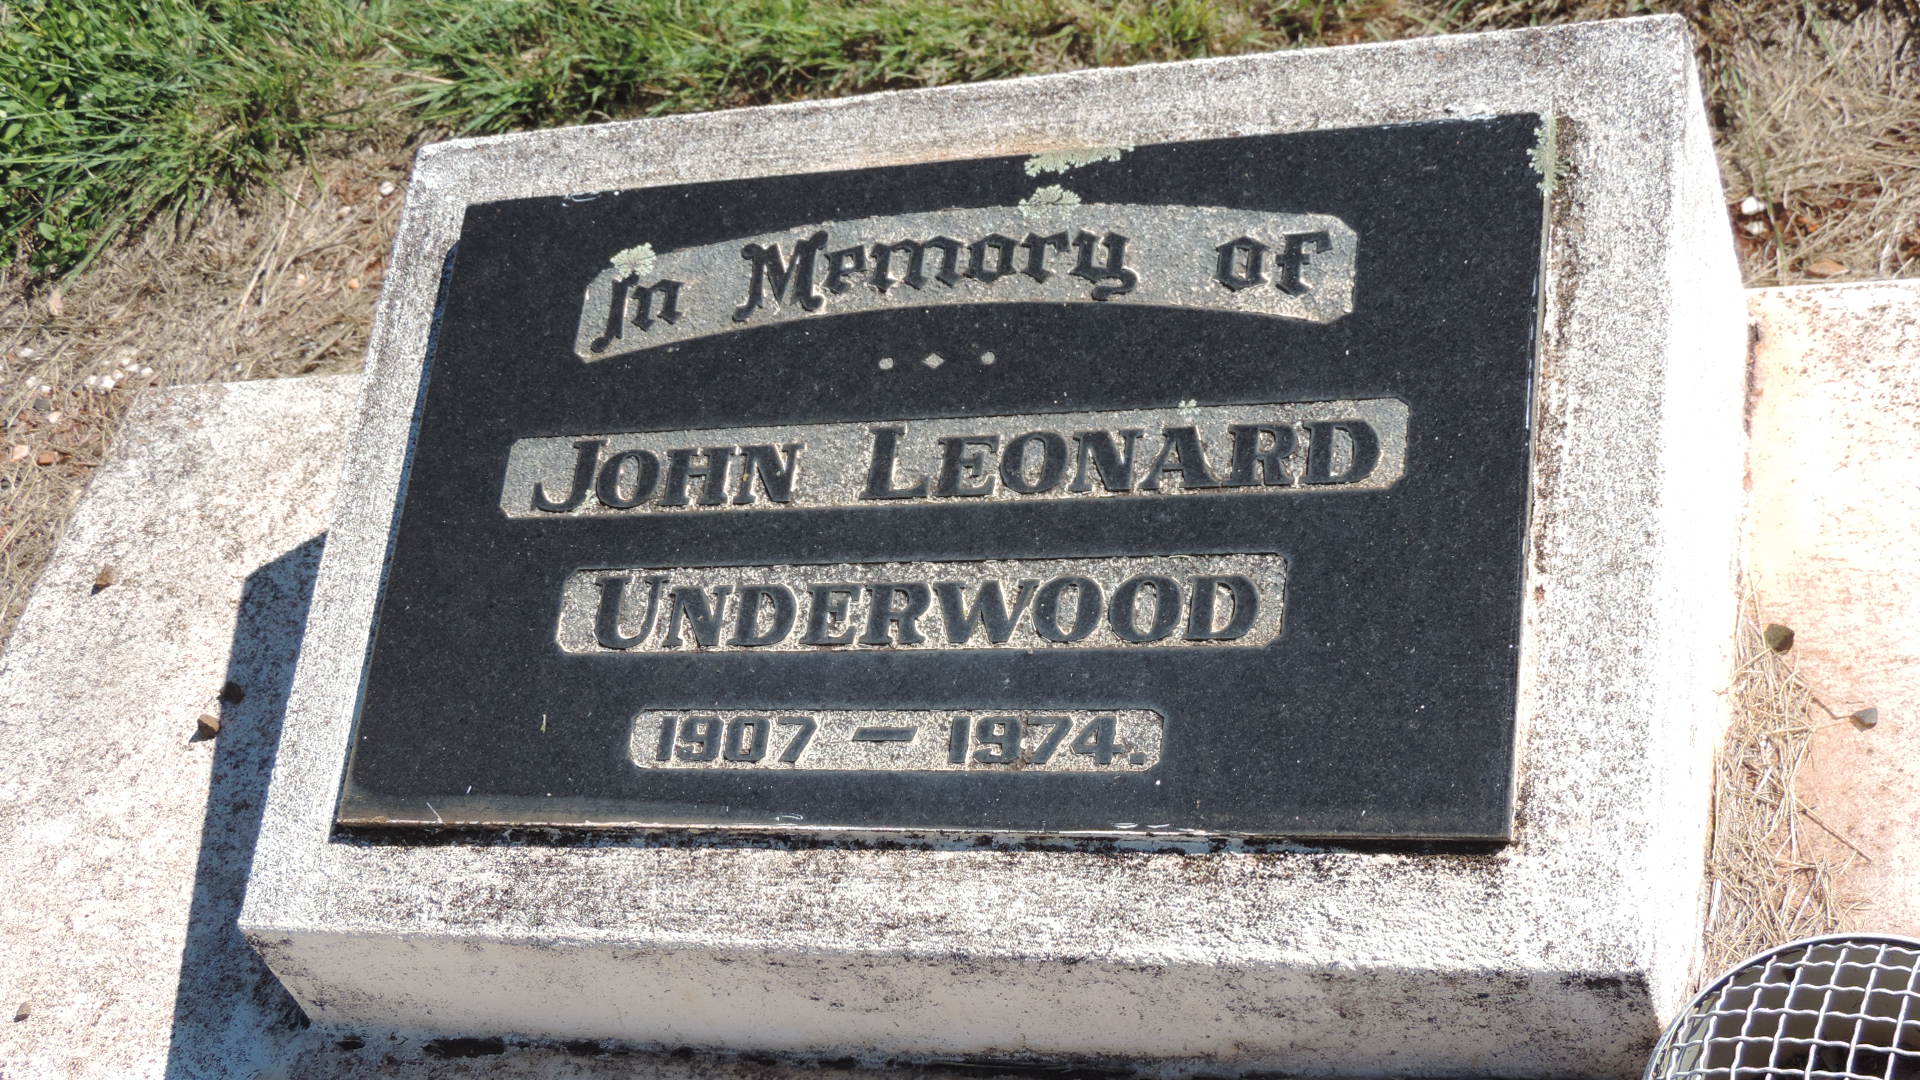 In Memory of
JOHN LEONARD
UNDERWOOD
1907 — 1974.